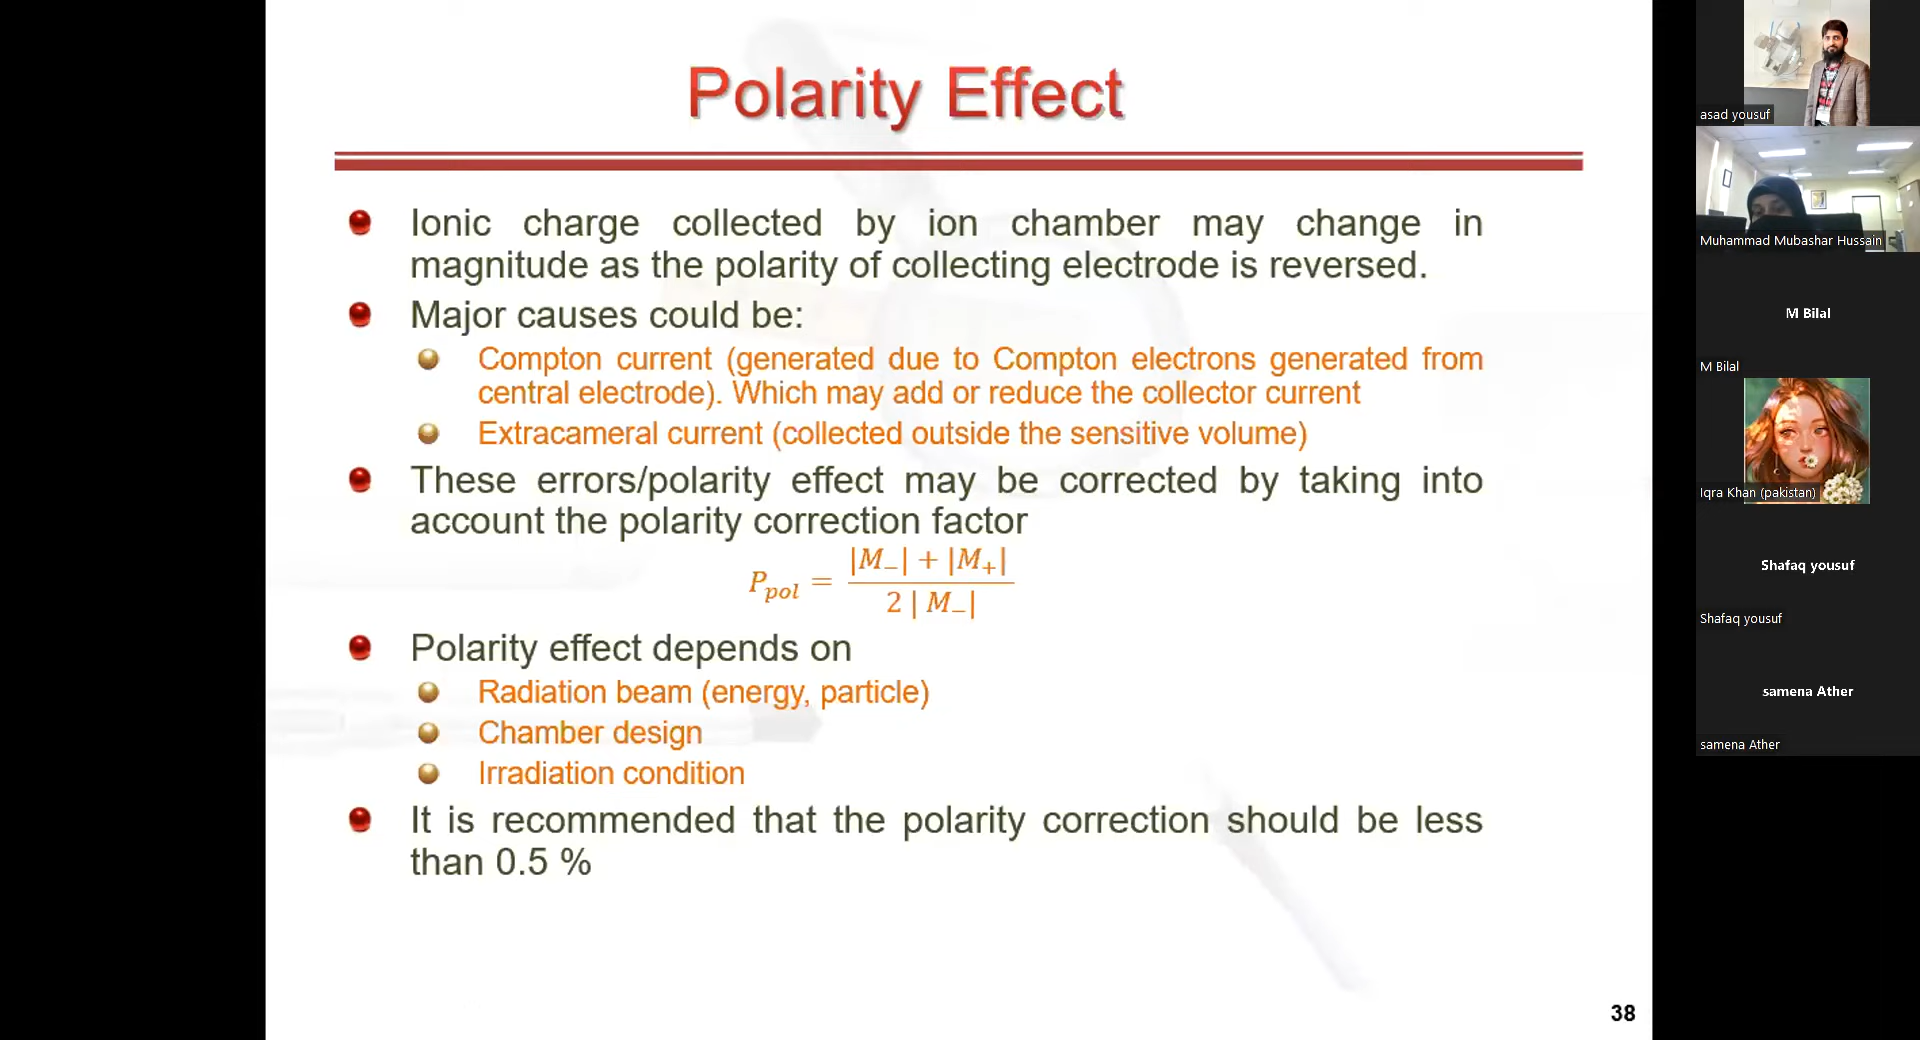 Polarity Effect
Ionic charge collected by ion chamber may change in
magnitude as the polarity of collecting electrode is reversed.
Major causes could be:
Compton current (generated due to Compton electrons generated from
central electrode). Which may add or reduce the collector current
Extracameral current (collected outside the sensitive volume)
These errors/polarity effect may be corrected by taking into
account the polarity correction factor
P_pol = (|M_−| + |M_+|) / (2 | M_−|)
Polarity effect depends on
Radiation beam (energy, particle)
Chamber design
Irradiation condition
It is recommended that the polarity correction should be less
than 0.5 %
38
asad yousuf
Muhammad Mubashar Hussain
M Bilal
M Bilal
Iqra Khan (pakistan)
Shafaq yousuf
Shafaq yousuf
samena Ather
samena Ather